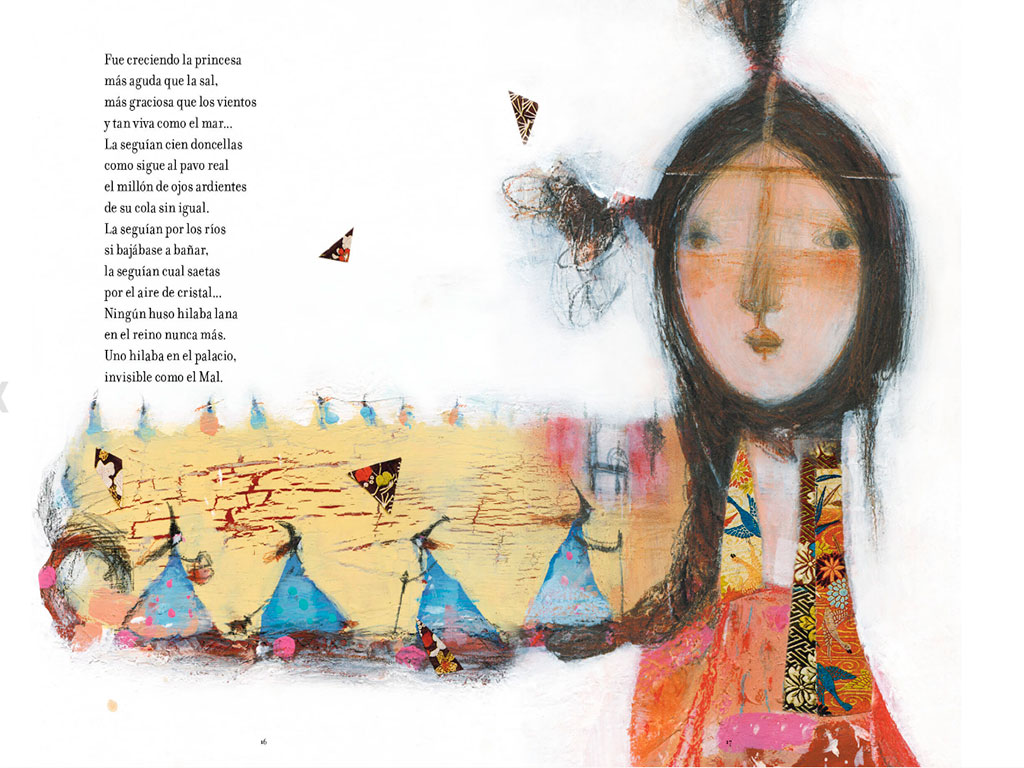 Fue creciendo la princesa
más aguda que la sal,
más graciosa que los vientos
y tan viva como el mar...
La seguían cien doncellas
como sigue al pavo real
el millón de ojos ardientes
de su cola sin igual.
La seguían por los ríos
si bajábase a bañar,
la seguían cual saetas
por el aire de cristal...
Ningún huso hilaba lana
en el reino nunca más.
Uno hilaba en el palacio,
invisible como el Mal.
16
17